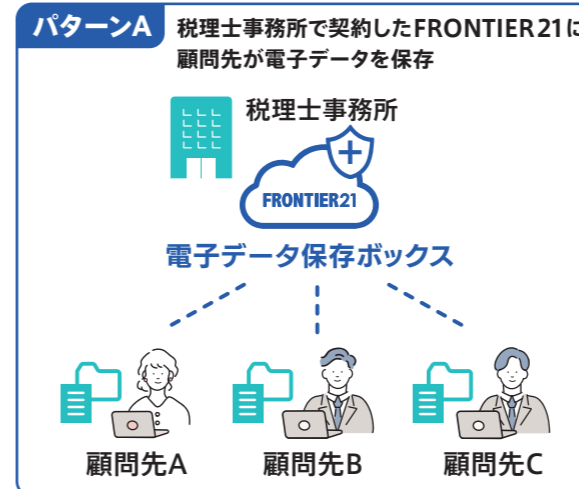 パターンA
税理士事務所で契約したFRONTIER21に
顧問先が電子データを保存
税理士事務所
FRONTIER21
電子データ保存ボックス
顧問先A
顧問先B
顧問先C